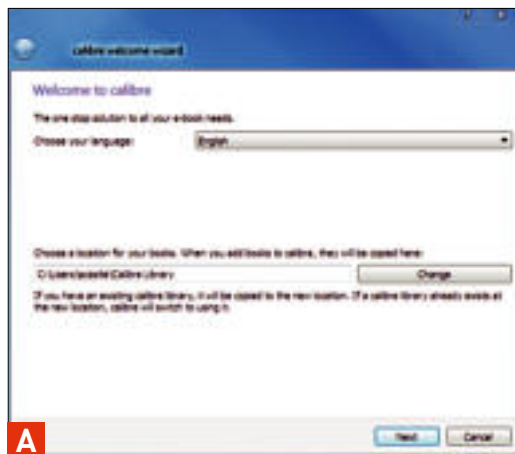 calibre welcome wizard
Welcome to calibre
The one stop solution to all your e-book needs.
Choose your language:
English
Choose a location for your books. When you add books to calibre, they will be copied here:
C:\Users\ \Calibre Library
Change
If you have an existing calibre library, it will be copied to the new location. If a calibre library already exists at
the new location, calibre will switch to using it.
Next
Cancel
A